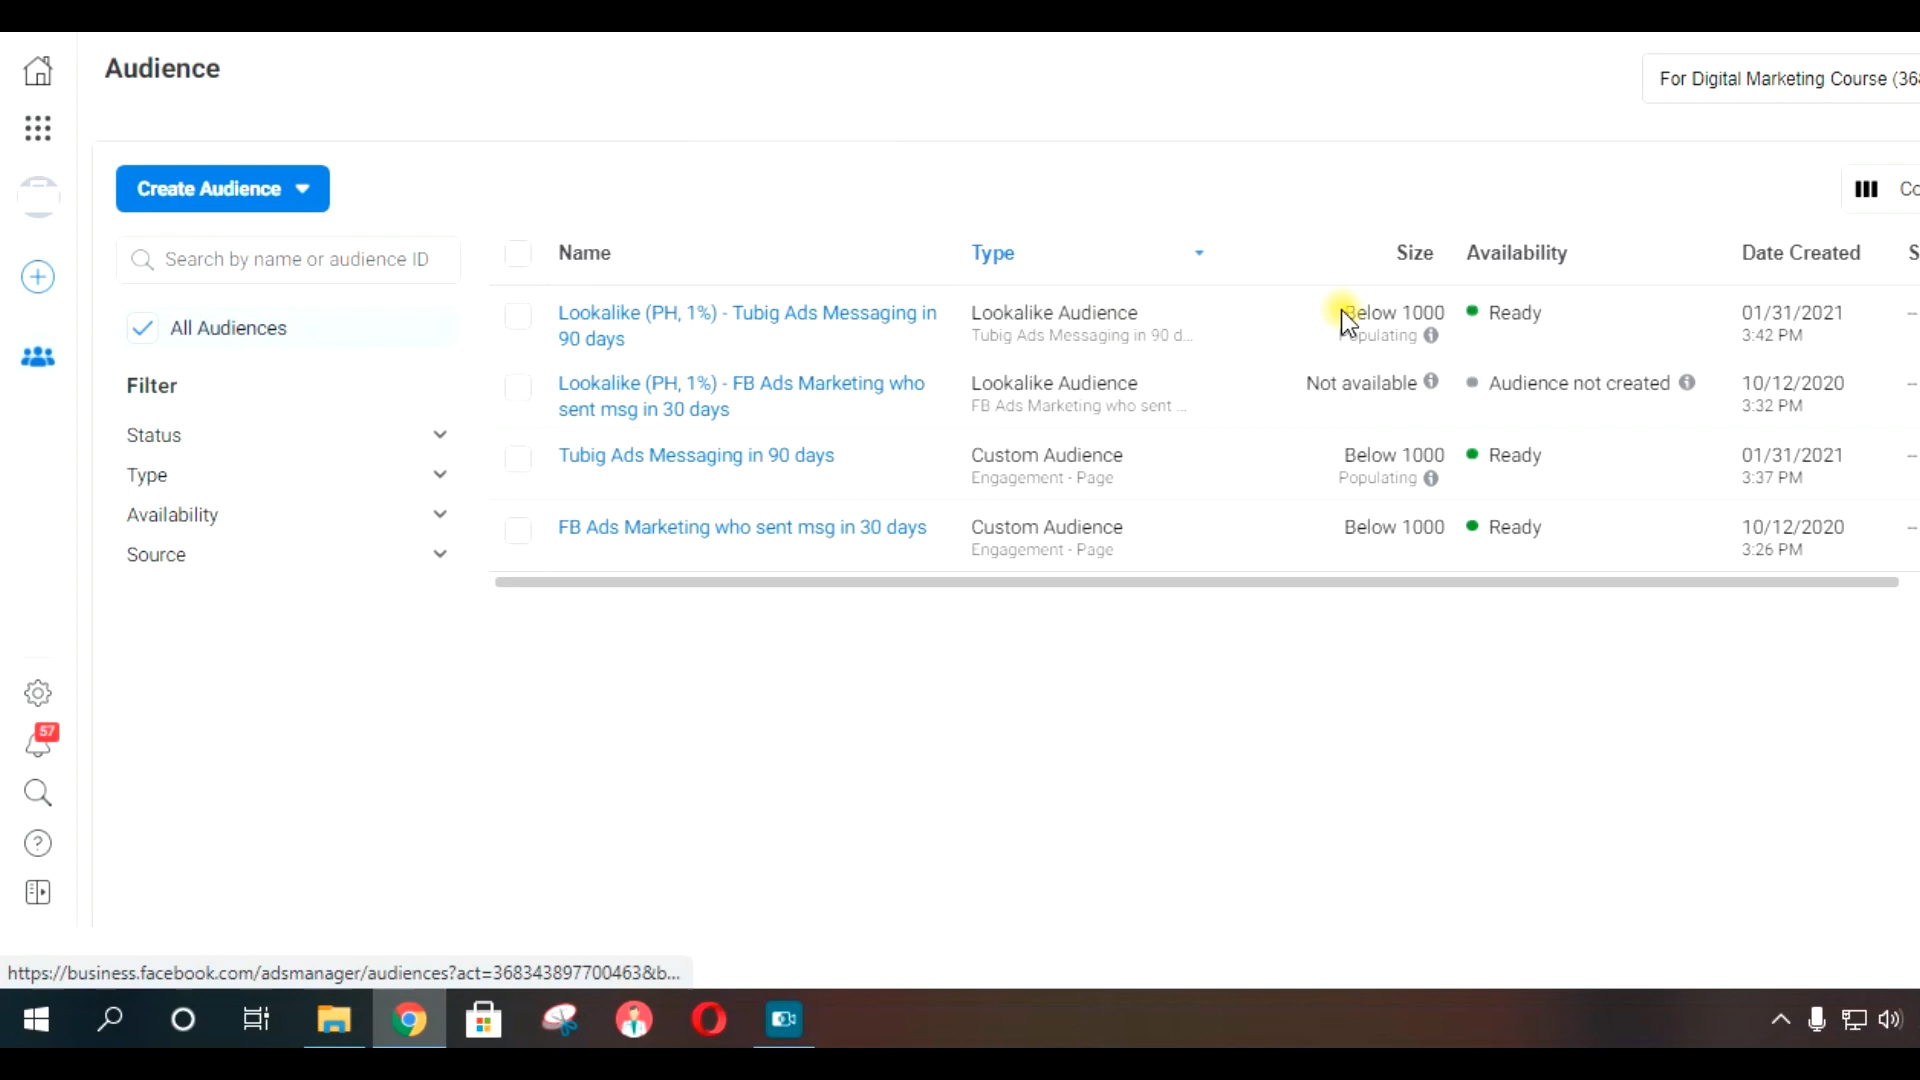 Audience
For Digital Marketing Course (368
Create Audience
Co
Search by name or audience ID
Name Type Size Availability Date Created S
All Audiences
Filter
Status
Type
Availability
Source
Lookalike (PH, 1%) - Tubig Ads Messaging in 90 days
Lookalike Audience
Tubig Ads Messaging in 90 d...
Below 1000
Populating
Ready
01/31/2021
3:42 PM
--
Lookalike (PH, 1%) - FB Ads Marketing who sent msg in 30 days
Lookalike Audience
FB Ads Marketing who sent ...
Not available
Audience not created
10/12/2020
3:32 PM
--
Tubig Ads Messaging in 90 days
Custom Audience
Engagement - Page
Below 1000
Populating
Ready
01/31/2021
3:37 PM
--
FB Ads Marketing who sent msg in 30 days
Custom Audience
Engagement - Page
Below 1000
Ready
10/12/2020
3:26 PM
--
57
https://business.facebook.com/adsmanager/audiences?act=368343897700463&b...